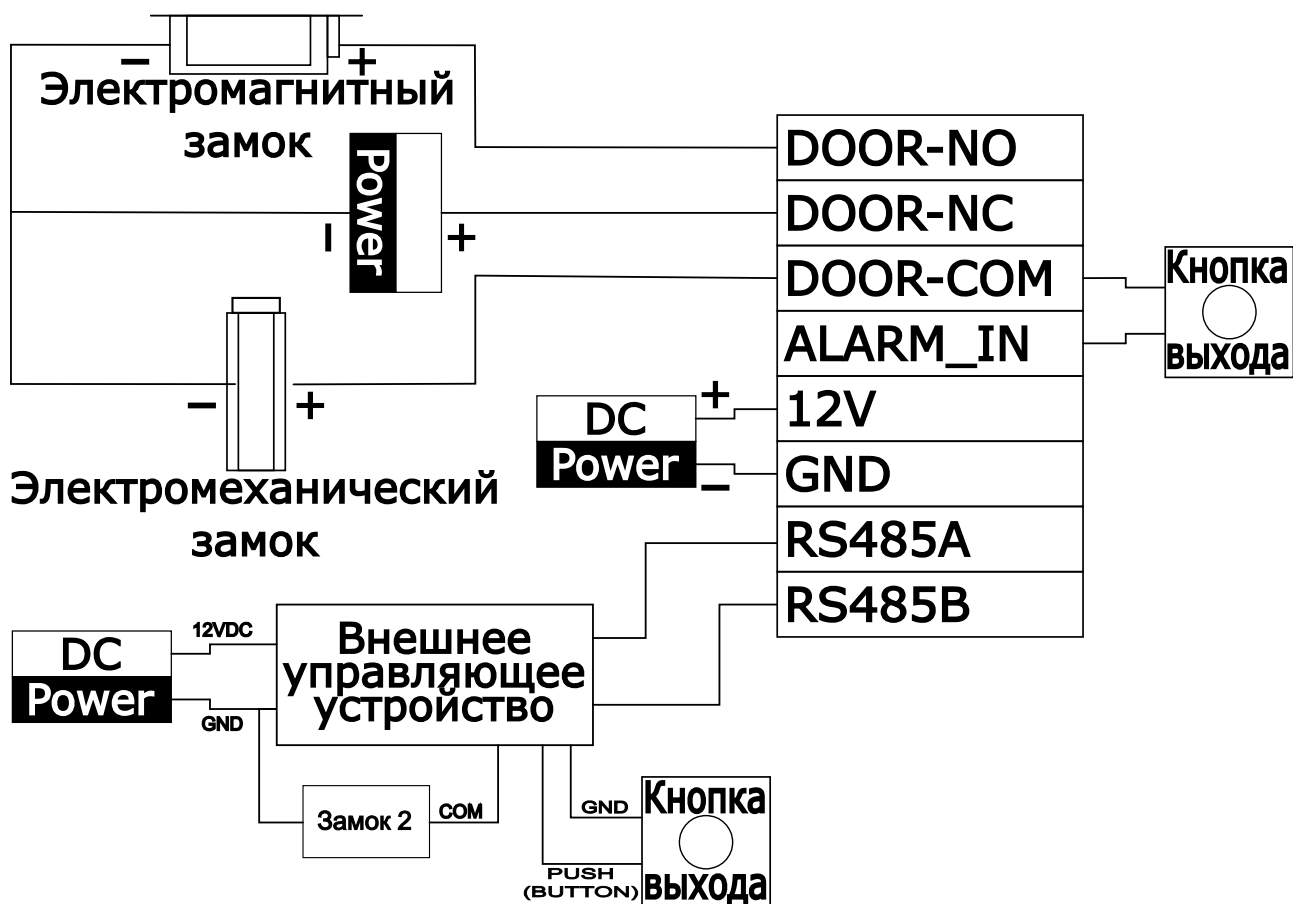 − +
Электромагнитный
замок
Power
− +
DOOR-NO
DOOR-NC
DOOR-COM
ALARM_IN
12V
GND
RS485A
RS485B
Кнопка
выхода
− +
Электромеханический
замок
DC +
Power −
DC
Power
12VDC
GND
Внешнее
управляющее
устройство
Замок 2
COM
GND
PUSH
(BUTTON)
Кнопка
выхода